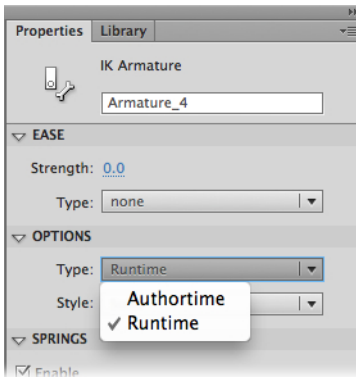 Properties Library
IK Armature
Armature_4
EASE
Strength: 0.0
Type: none
OPTIONS
Type: Runtime
Authortime
Style:
✓ Runtime
SPRINGS
Enable